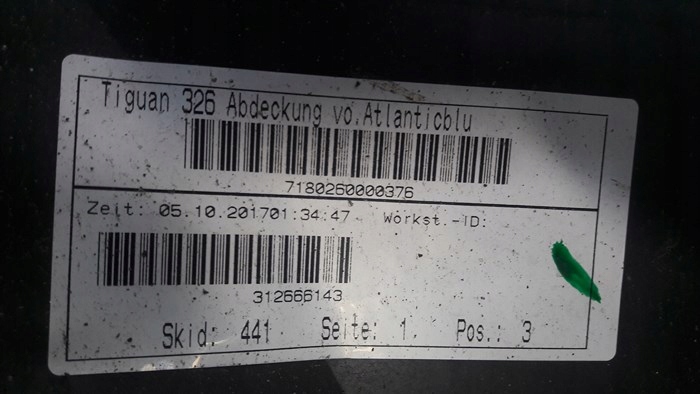 Tiguan 326 Abdeckung vo.Atlanticblu
7180260000376
Zeit: 05.10.201701:34:47 Workst.-ID:
312666143
Skid: 441 Seite: 1. Pos.: 3